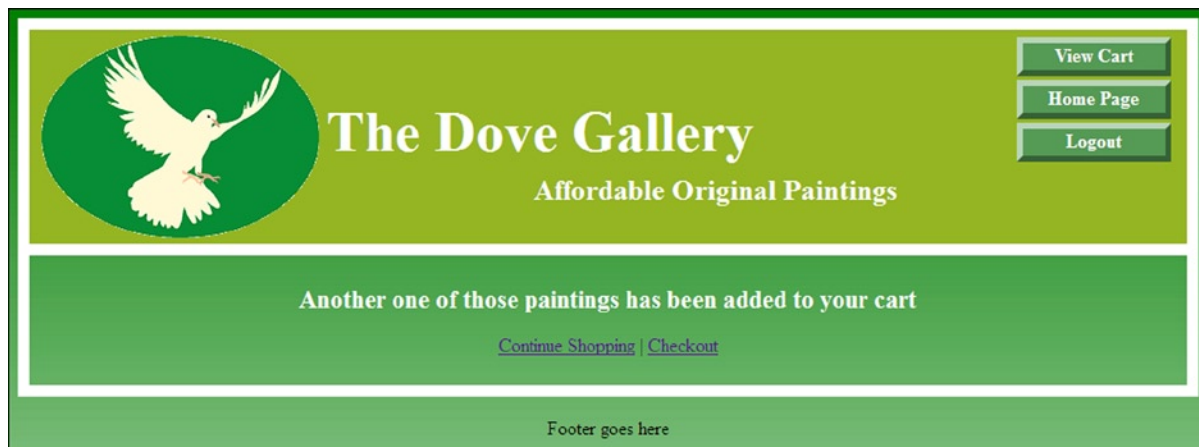 The Dove Gallery
Affordable Original Paintings
View Cart
Home Page
Logout
Another one of those paintings has been added to your cart
Continue Shopping | Checkout
Footer goes here